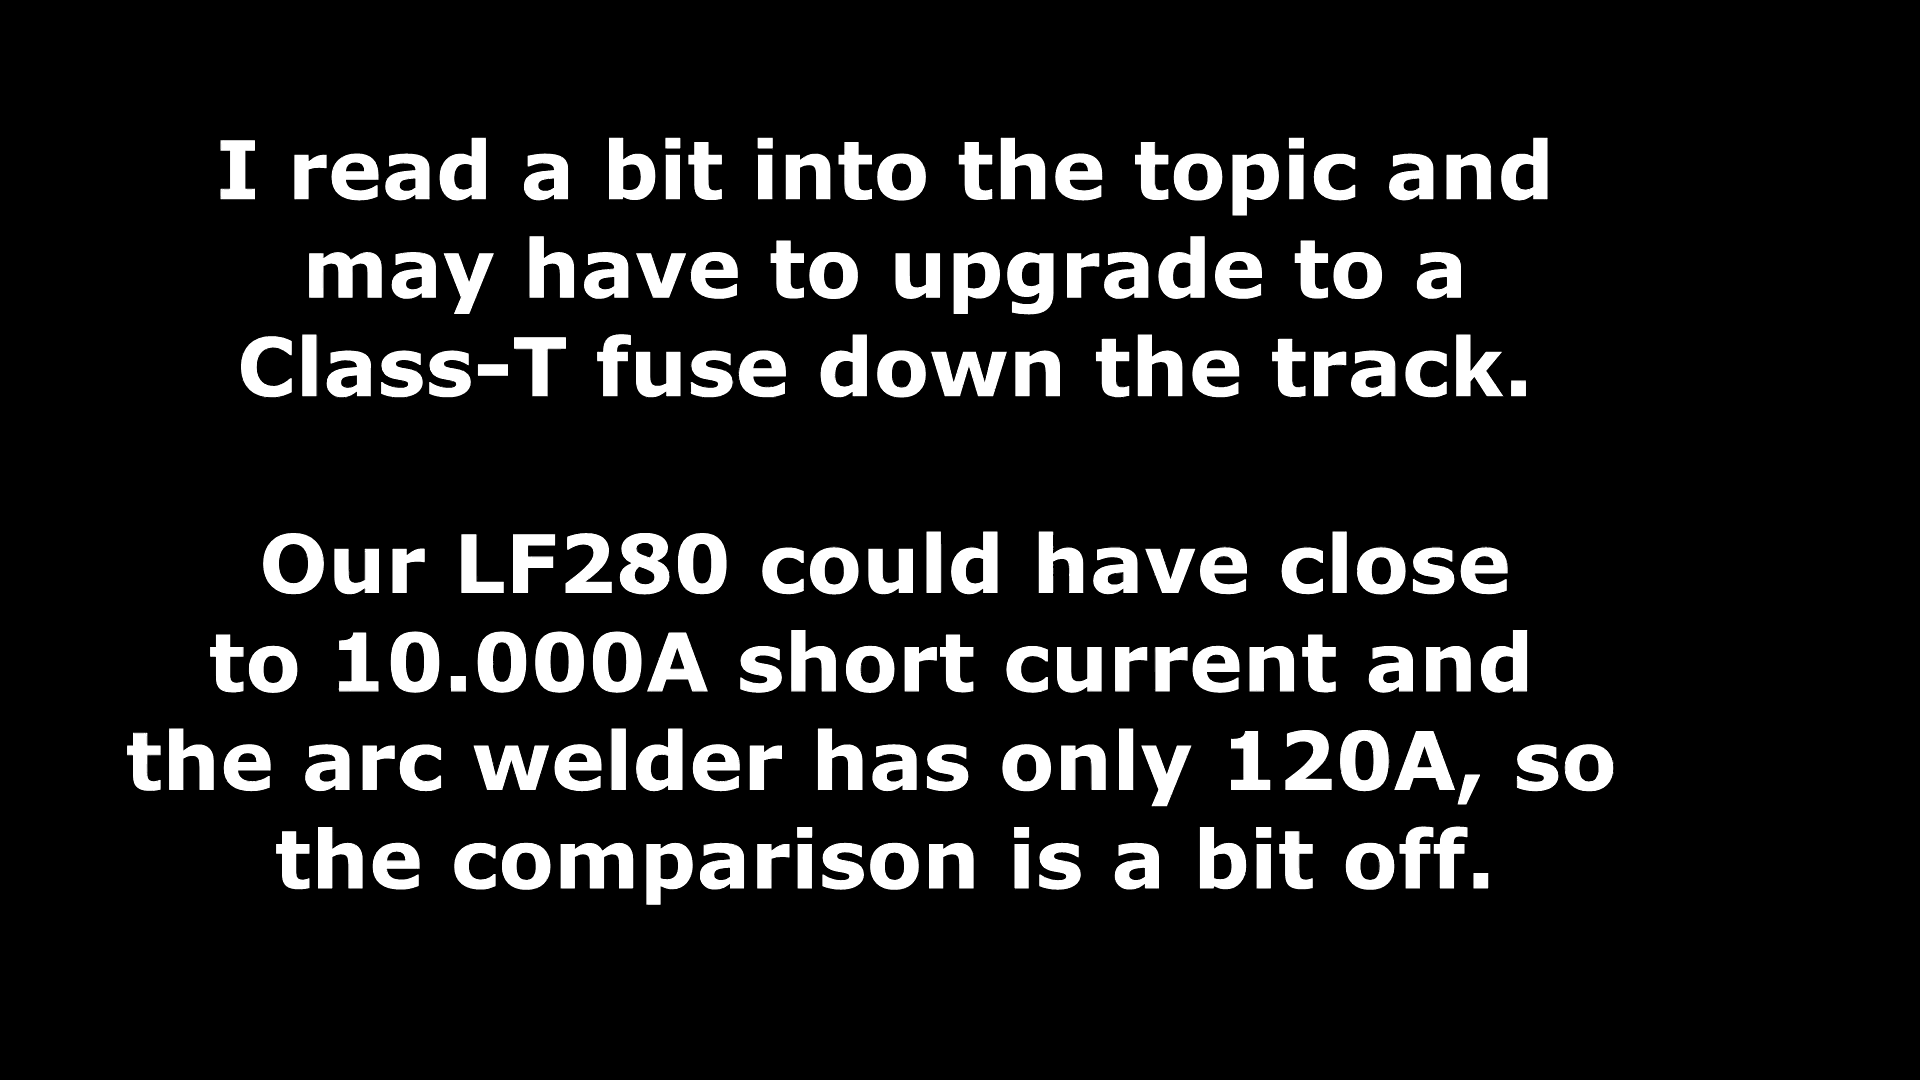 I read a bit into the topic and
may have to upgrade to a
Class-T fuse down the track.
Our LF280 could have close
to 10.000A short current and
the arc welder has only 120A, so
the comparison is a bit off.